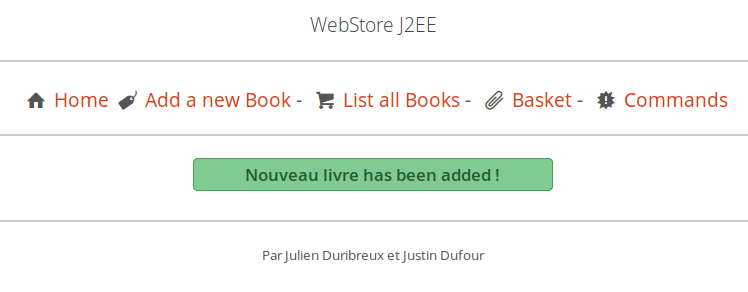 WebStore J2EE
Home Add a new Book - List all Books - Basket - Commands
Nouveau livre has been added !
Par Julien Duribreux et Justin Dufour